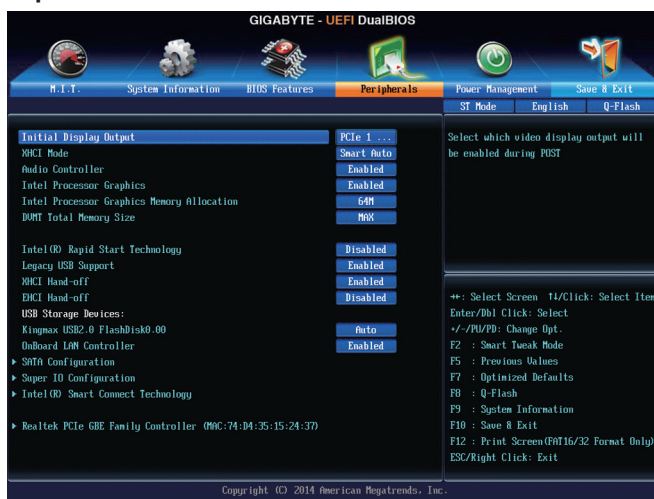 GIGABYTE - UEFI DualBIOS
M.I.T. System Information BIOS Features Peripherals Power Management Save & Exit
ST Mode English Q-Flash
Initial Display Output PCIe 1 ...
XHCI Mode Smart Auto
Audio Controller Enabled
Intel Processor Graphics Enabled
Intel Processor Graphics Memory Allocation 64M
DVMT Total Memory Size MAX
Intel(R) Rapid Start Technology Disabled
Legacy USB Support Enabled
XHCI Hand-off Enabled
EHCI Hand-off Disabled
USB Storage Devices:
Kingmax USB2.0 FlashDisk0.00 Auto
OnBoard LAN Controller Enabled
SATA Configuration
Super IO Configuration
Intel(R) Smart Connect Technology
Realtek PCIe GBE Family Controller (MAC:74:D4:35:15:24:37)
Select which video display output will
be enabled during POST
→←: Select Screen ↑↓/Click: Select Item
Enter/Dbl Click: Select
+/-/PU/PD: Change Opt.
F2 : Smart Tweak Mode
F5 : Previous Values
F7 : Optimized Defaults
F8 : Q-Flash
F9 : System Information
F10 : Save & Exit
F12 : Print Screen(FAT16/32 Format Only)
ESC/Right Click: Exit
Copyright (C) 2014 American Megatrends, Inc.